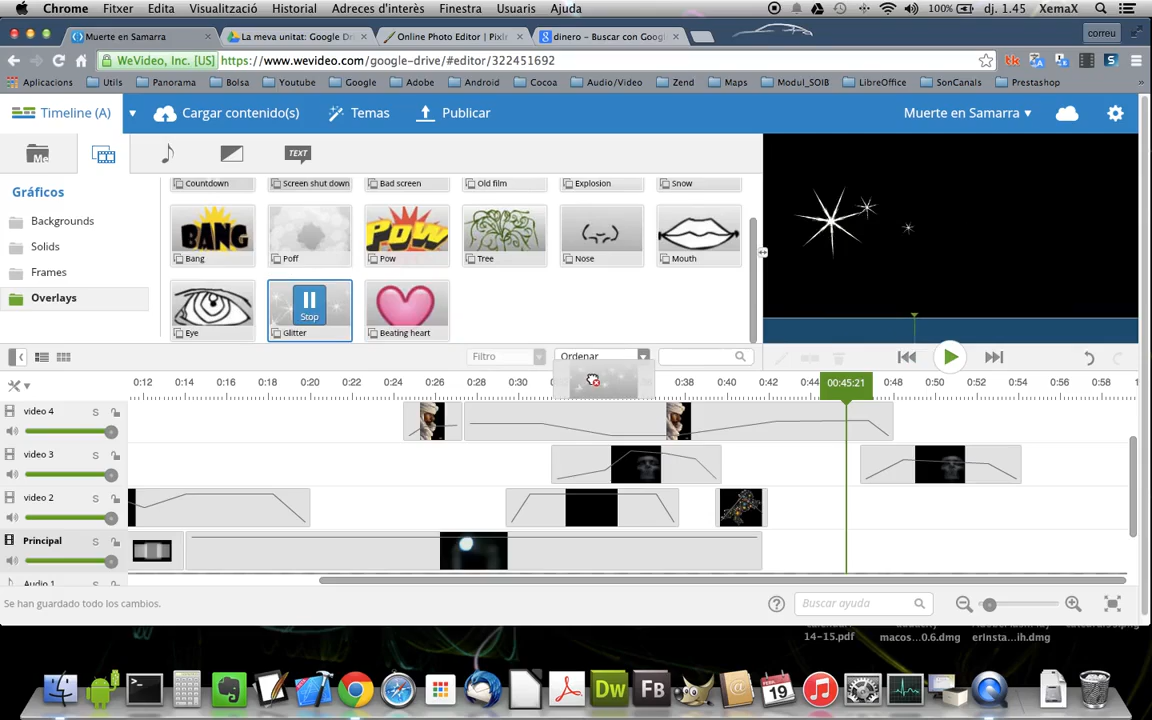 Chrome Fitxer Edita Visualització Historial Adreces d'interès Finestra Usuaris Ajuda 100% dj. 1.45 XemaX
Muerte en Samarra × La meva unitat: Google Dri × Online Photo Editor | Pixlr × dinero - Buscar con Googl × correu
WeVideo, Inc. [US] https://www.wevideo.com/google-drive/#editor/322451692
Aplicacions Utils Panorama Bolsa Youtube Google Adobe Android Cocoa Audio/Video Zend Maps Modul_SOIB LibreOffice SonCanals Prestashop »
Timeline (A) Cargar contenido(s) Temas Publicar Muerte en Samarra
Me TEXT
Gráficos
Backgrounds
Solids
Frames
Overlays
Countdown Screen shut down Bad screen Old film Explosion Snow
BANG POW
Bang Poff Pow Tree Nose Mouth
Stop
Eye Glitter Beating heart
Filtro Ordenar
0:12 0:14 0:16 0:18 0:20 0:22 0:24 0:26 0:28 0:30 0:38 0:40 0:42 00:45:21 0:48 0:50 0:52 0:54 0:56 0:58
video 4 S
video 3 S
video 2 S
Principal S
Audio 1 S
Se han guardado todo los cambios.
Buscar ayuda
14-15.pdf
macos...0.6.dmg
erInsta...ih.dmg
Dw Fb 19